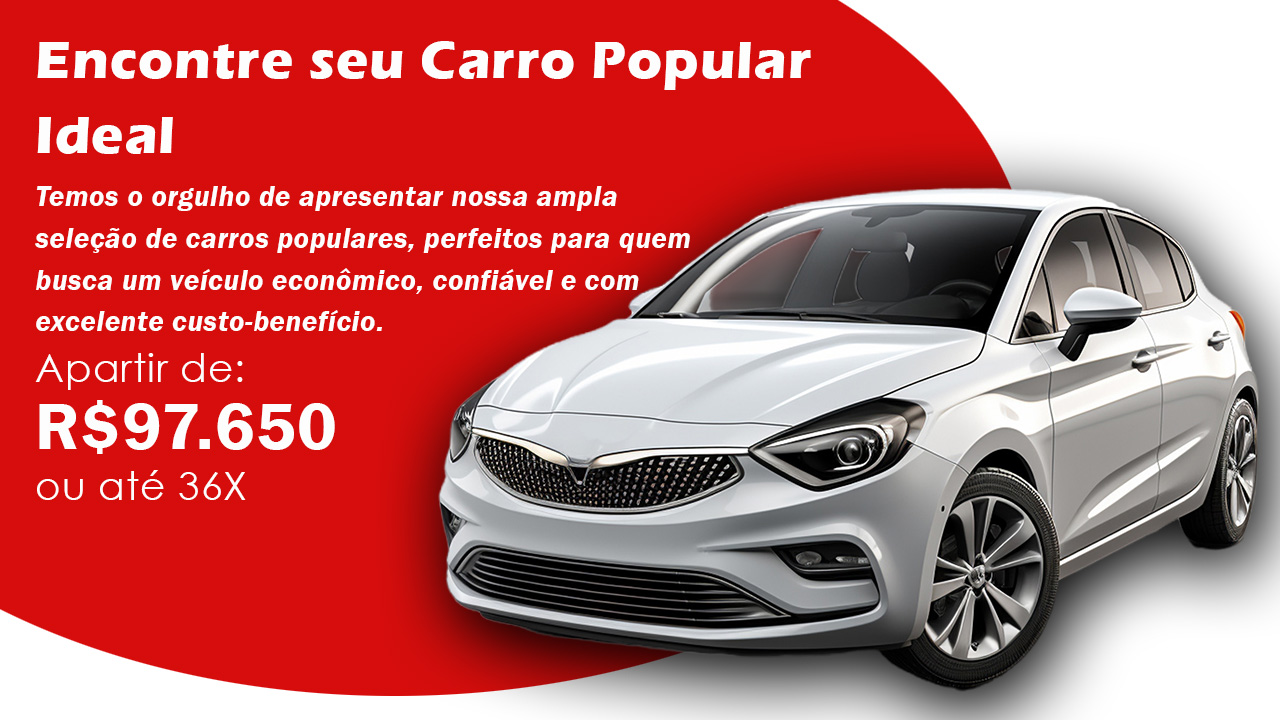 Encontre seu Carro Popular
Ideal
Temos o orgulho de apresentar nossa ampla
seleção de carros populares, perfeitos para quem
busca um veículo econômico, confiável e com
excelente custo-benefício.
Apartir de:
R$97.650
ou até 36X